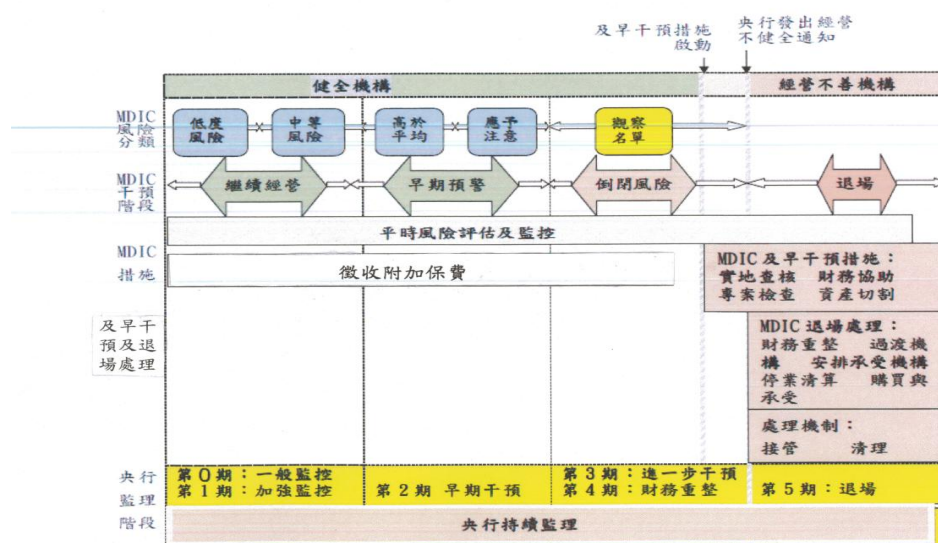 及早干預措施
啟動
央行發出經營
不健全通知
健全機構
經營不善機構
MDIC
風險
分類
低度
風險
中等
風險
高於
平均
應予
注意
觀察
名單
MDIC
干預
階段
繼續經營
早期預警
倒閉風險
退場
平時風險評估及監控
MDIC
措施
徵收附加保費
MDIC 及早干預措施：
實地查核 財務協助
專案檢查 資產切割
及早干
預及退
場處理
MDIC 退場處理：
財務重整 過渡機
構 安排承受機構
停業清算 購買與
承受
處理機制：
接管 清理
央行
監理
階段
第 0 期：一般監控
第 1 期：加強監控
第 2 期 早期干預
第 3 期：進一步干預
第 4 期：財務重整
第 5 期：退場
央行持續監理